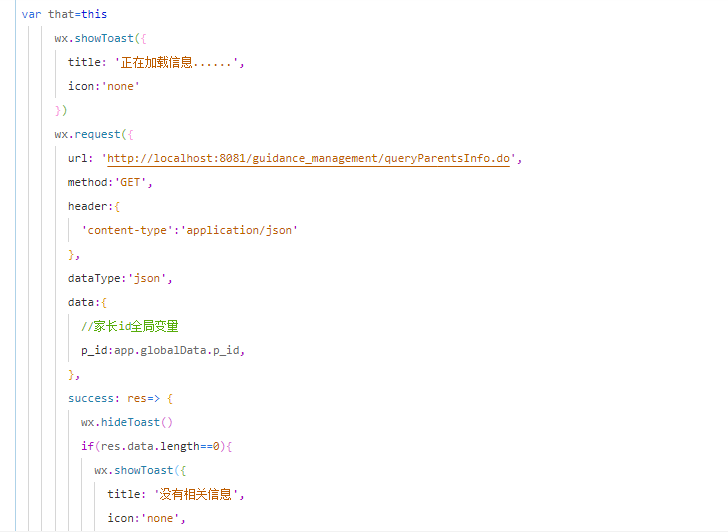 var that=this
wx.showToast({
title: '正在加载信息......',
icon:'none'
})
wx.request({
url: 'http://localhost:8081/guidance_management/queryParentsInfo.do',
method:'GET',
header:{
'content-type':'application/json'
},
dataType:'json',
data:{
//家长id全局变量
p_id:app.globalData.p_id,
},
success: res=> {
wx.hideToast()
if(res.data.length==0){
wx.showToast({
title: '没有相关信息',
icon:'none',